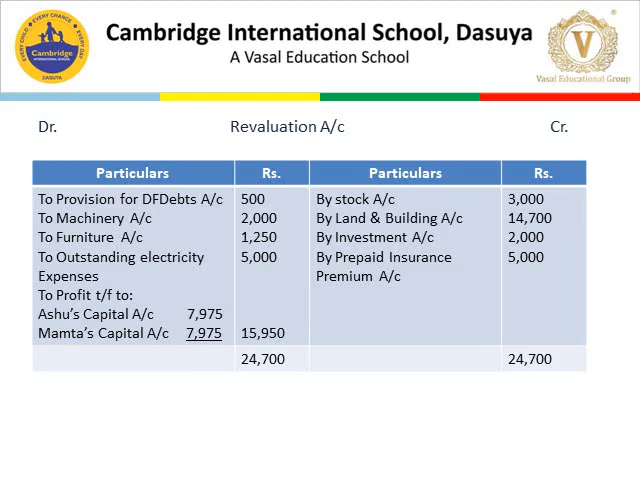 EVERY CHILD • EVERY CHANCE • EVERY DAY
Cambridge
INTERNATIONAL SCHOOL
DASUYA
Cambridge International School, Dasuya
A Vasal Education School
V
Vasal Educational Group
Dr. Revaluation A/c Cr.
Particulars Rs. Particulars Rs.
To Provision for DFDebts A/c 500 By stock A/c 3,000
To Machinery A/c 2,000 By Land & Building A/c 14,700
To Furniture A/c 1,250 By Investment A/c 2,000
To Outstanding electricity 5,000 By Prepaid Insurance 5,000
Expenses Premium A/c
To Profit t/f to:
Ashu's Capital A/c 7,975
Mamta's Capital A/c 7,975 15,950
24,700 24,700